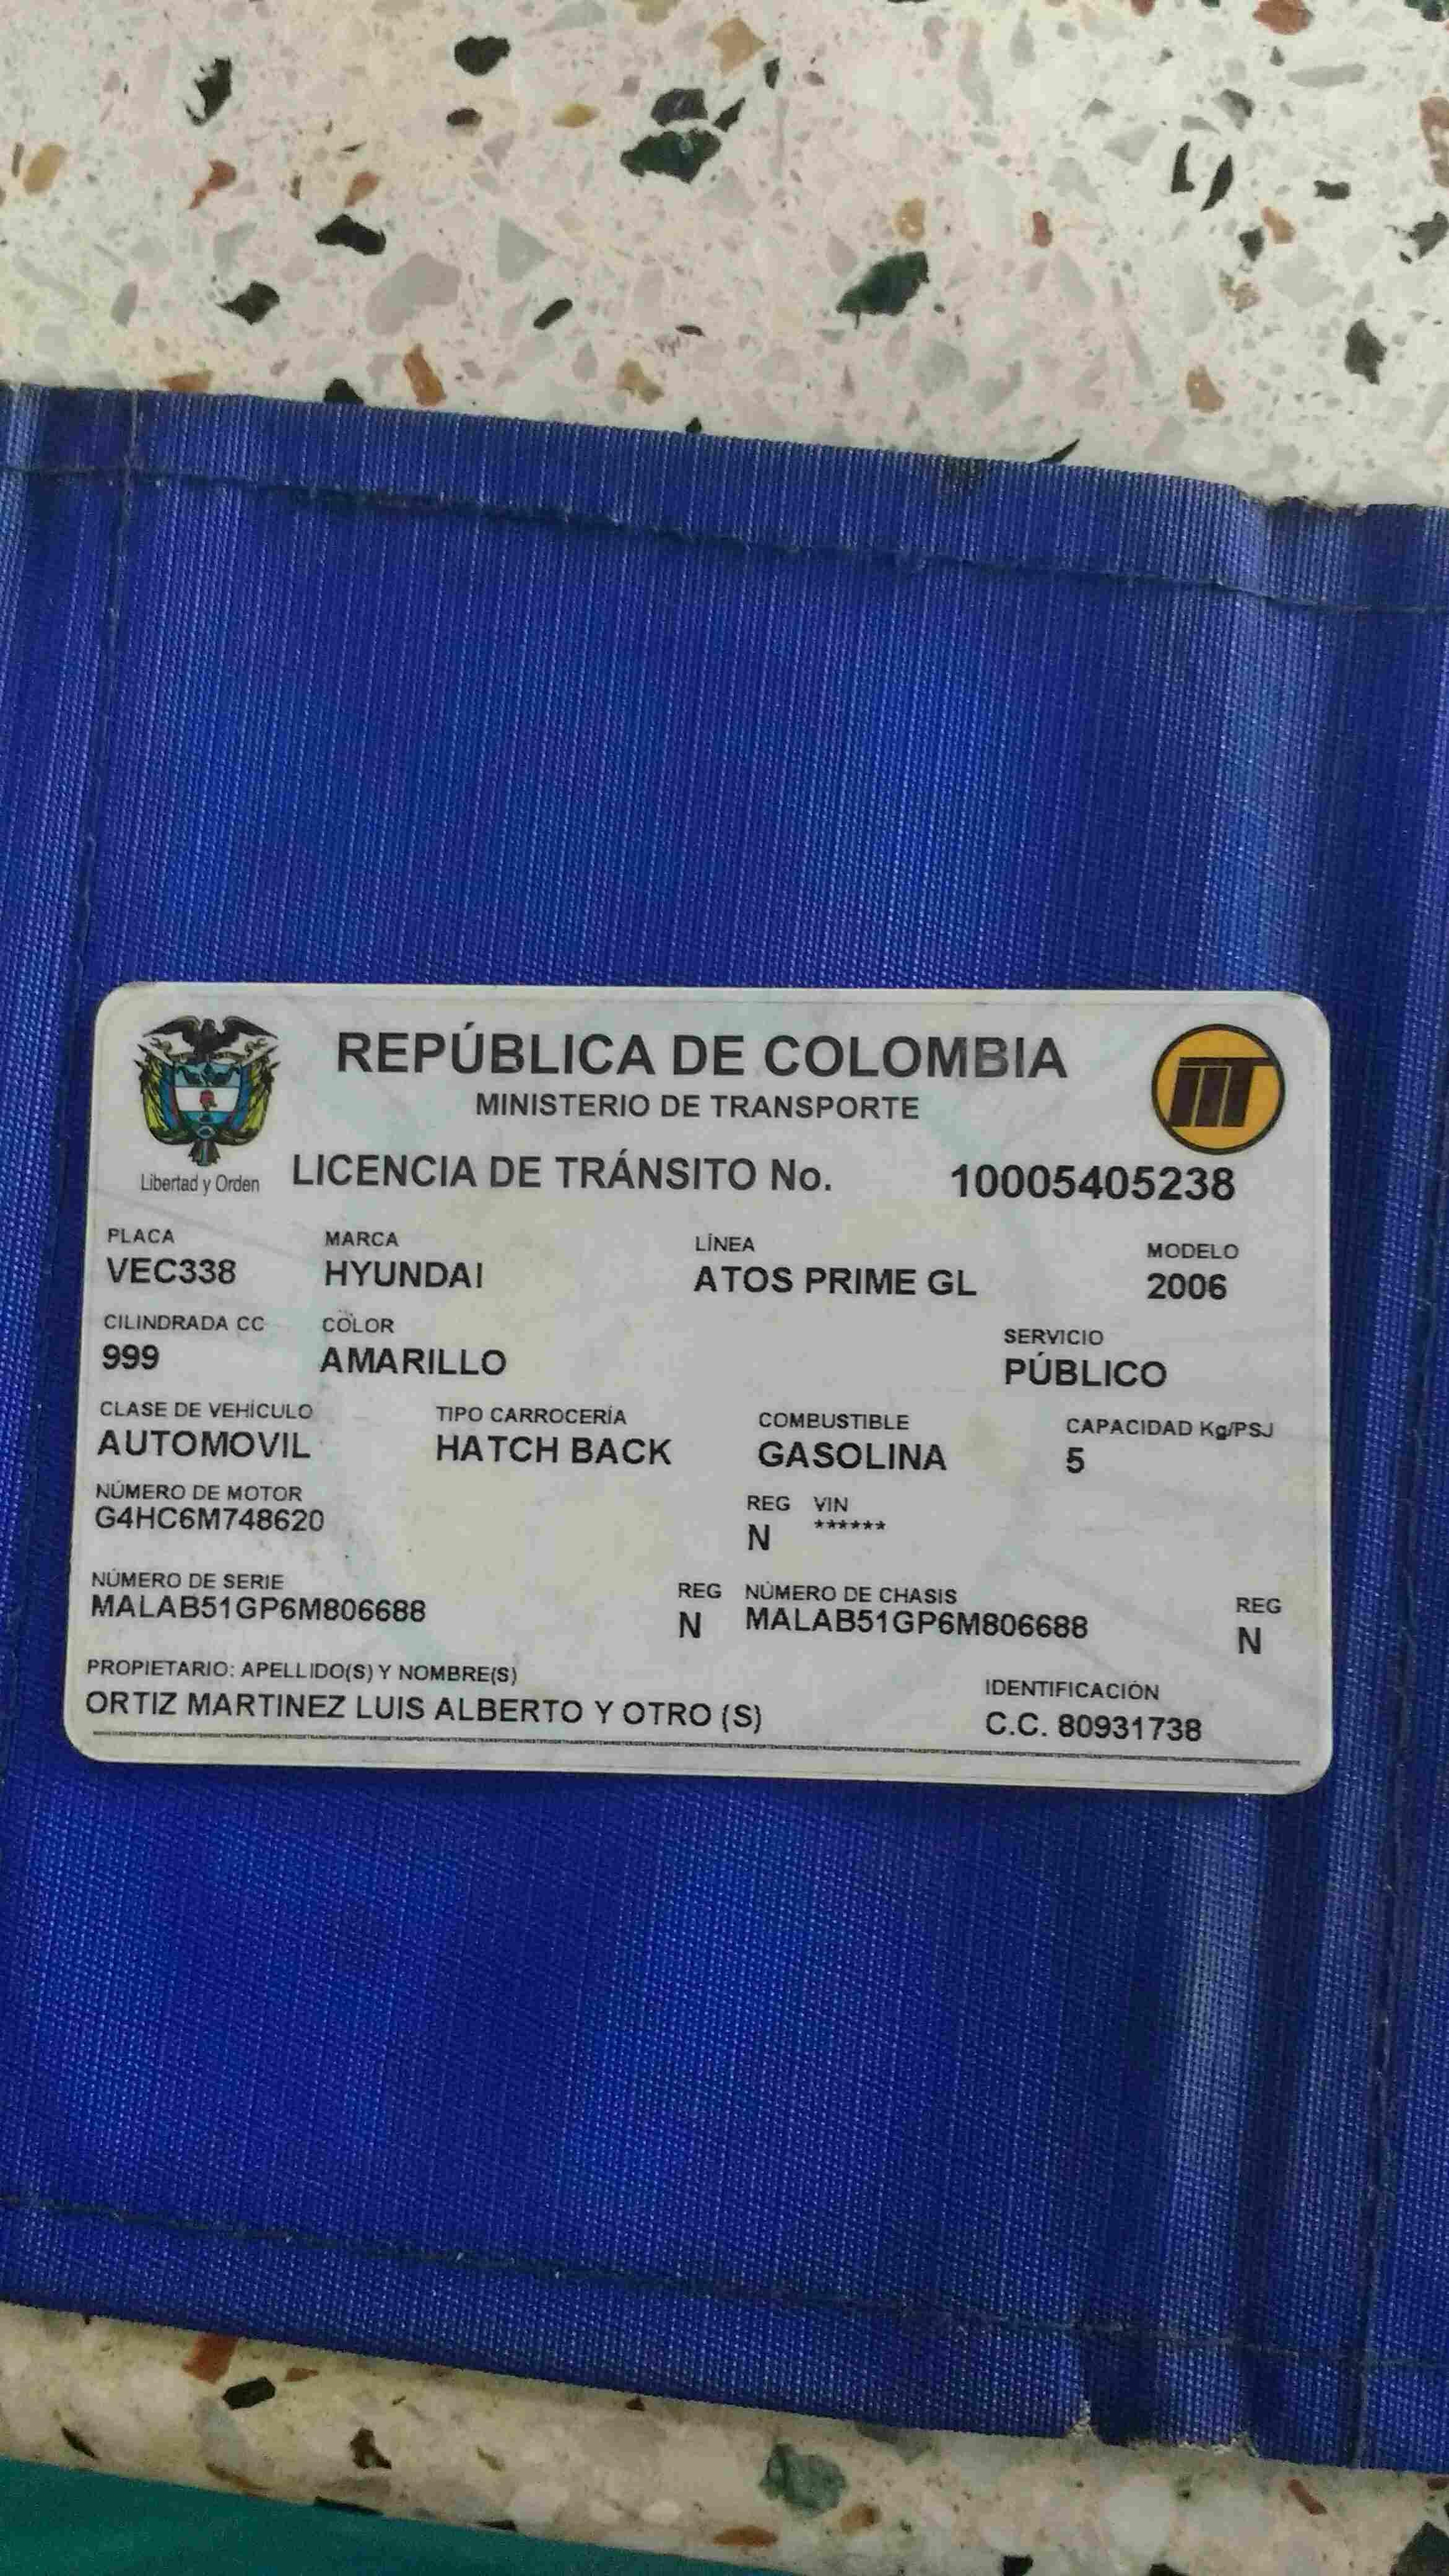 REPÚBLICA DE COLOMBIA
MINISTERIO DE TRANSPORTE
Libertad y Orden
LICENCIA DE TRÁNSITO No. 10005405238
PLACA MARCA LÍNEA MODELO
VEC338 HYUNDAI ATOS PRIME GL 2006
CILINDRADA CC COLOR SERVICIO
999 AMARILLO PÚBLICO
CLASE DE VEHÍCULO TIPO CARROCERÍA COMBUSTIBLE CAPACIDAD Kg/PSJ
AUTOMOVIL HATCH BACK GASOLINA 5
NÚMERO DE MOTOR REG VIN
G4HC6M748620 N ******
NÚMERO DE SERIE REG NÚMERO DE CHASIS REG
MALAB51GP6M806688 N MALAB51GP6M806688 N
PROPIETARIO: APELLIDO(S) Y NOMBRE(S) IDENTIFICACIÓN
ORTIZ MARTINEZ LUIS ALBERTO Y OTRO (S) C.C. 80931738